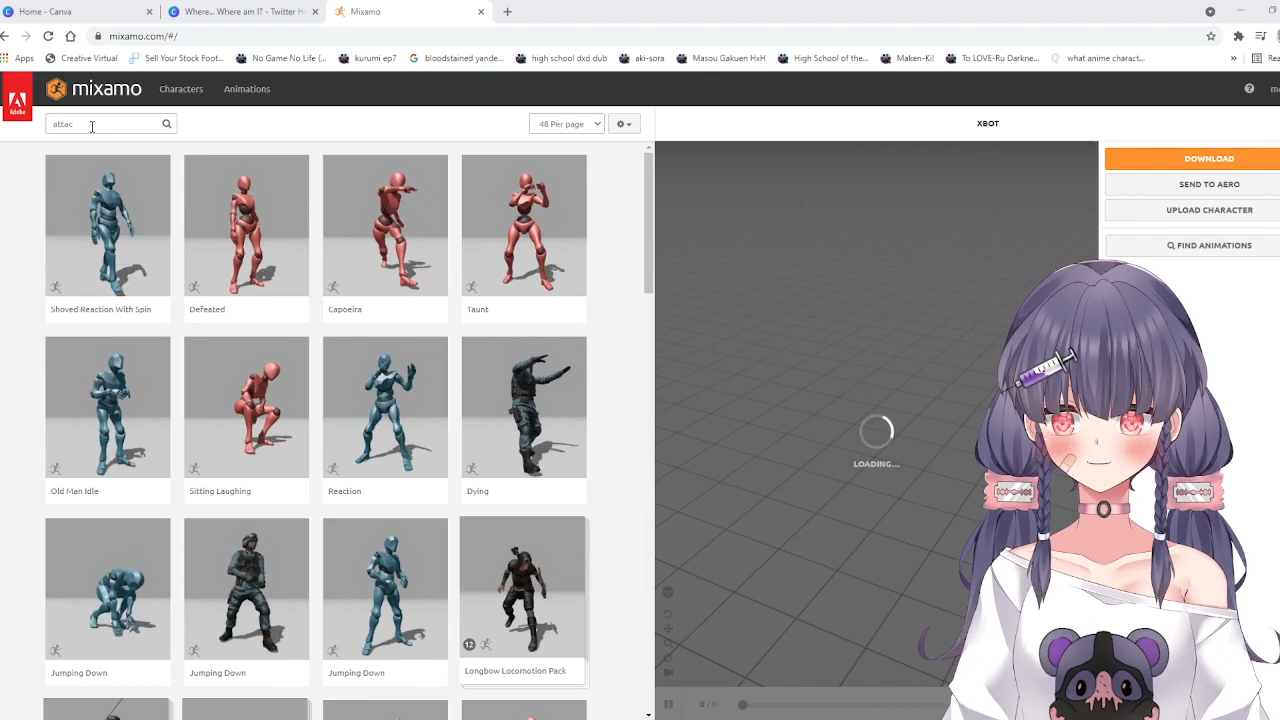 Home - Canva
Where... Where am I? - Twitter H
Mixamo
mixamo.com/#/
Apps
Creative Virtual
Sell Your Stock Foot...
No Game No Life (...
kurumi ep7
bloodstained yande...
high school dxd dub
aki-sora
Masou Gakuen HxH
High School of the...
Maken-Ki!
To LOVE-Ru Darkne...
what anime charact...
»
Rea
Adobe
mixamo
Characters
Animations
attac
48 Per page
XBOT
DOWNLOAD
SEND TO AERO
UPLOAD CHARACTER
FIND ANIMATIONS
Shoved Reaction With Spin
Defeated
Capoeira
Taunt
Old Man Idle
Sitting Laughing
Reaction
Dying
LOADING...
12
Jumping Down
Jumping Down
Jumping Down
Longbow Locomotion Pack
0 / 0